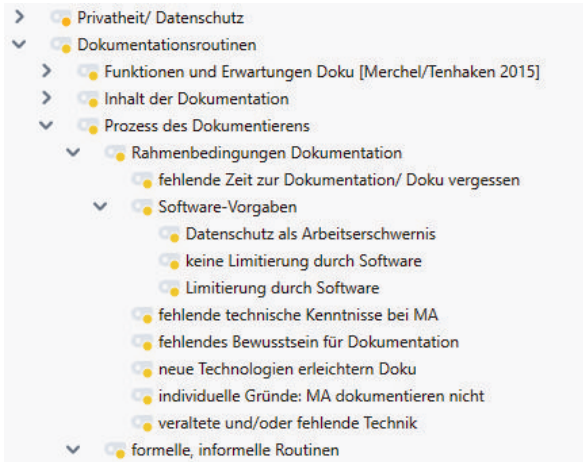 Privatheit/ Datenschutz
Dokumentationsroutinen
Funktionen und Erwartungen Doku [Merchel/Tenhaken 2015]
Inhalt der Dokumentation
Prozess des Dokumentierens
Rahmenbedingungen Dokumentation
fehlende Zeit zur Dokumentation/ Doku vergessen
Software-Vorgaben
Datenschutz als Arbeitserschwernis
keine Limitierung durch Software
Limitierung durch Software
fehlende technische Kenntnisse bei MA
fehlendes Bewusstsein für Dokumentation
neue Technologien erleichtern Doku
individuelle Gründe: MA dokumentieren nicht
veraltete und/oder fehlende Technik
formelle, informelle Routinen